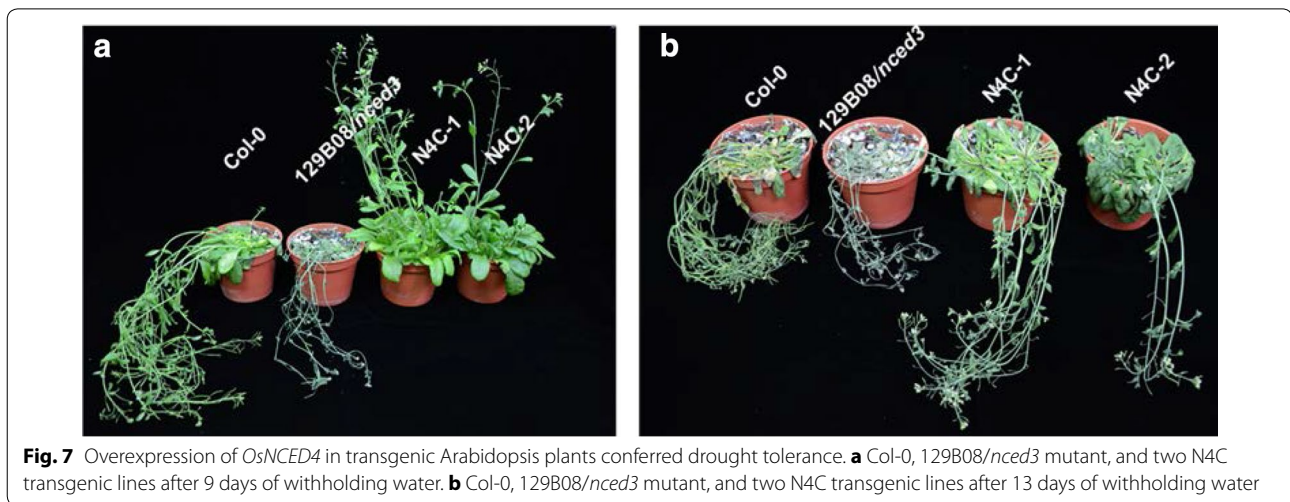 a
Col-0
129B08/nced3
N4C-1
N4C-2
b
Col-0
129B08/nced3
N4C-1
N4C-2
Fig. 7 Overexpression of OsNCED4 in transgenic Arabidopsis plants conferred drought tolerance. a Col-0, 129B08/nced3 mutant, and two N4C
transgenic lines after 9 days of withholding water. b Col-0, 129B08/nced3 mutant, and two N4C transgenic lines after 13 days of withholding water